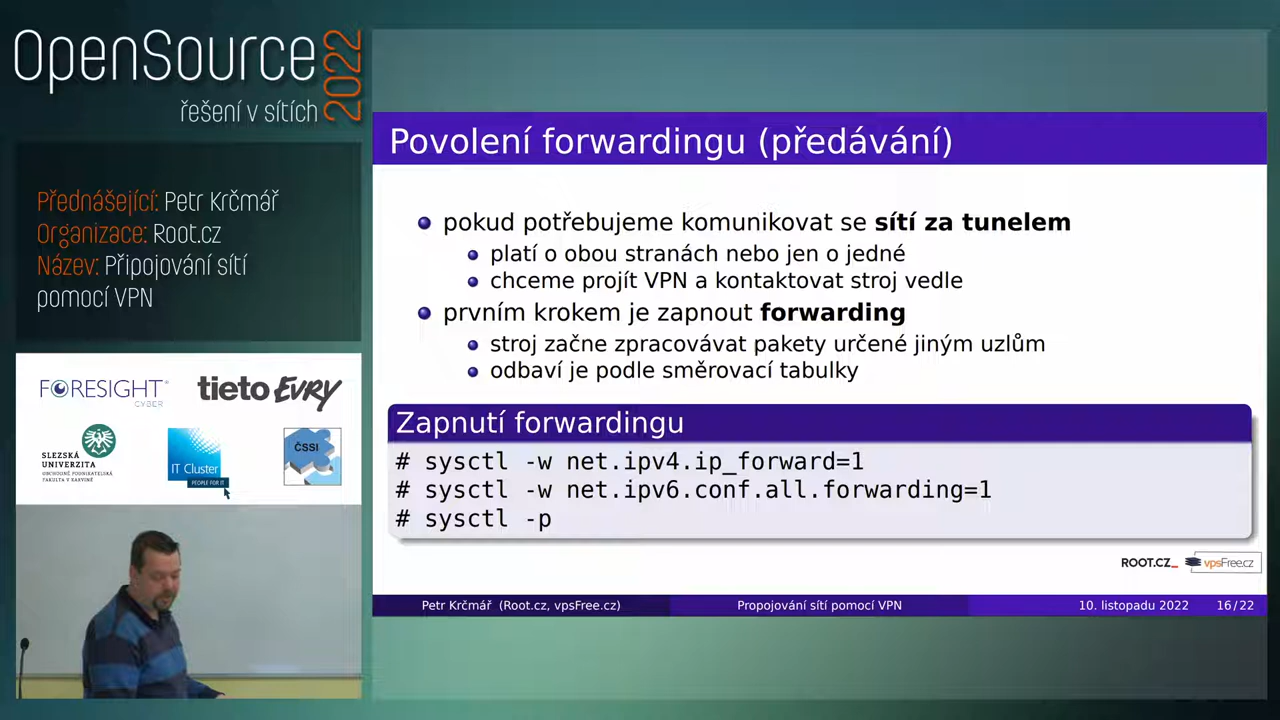 OpenSource 2022
řešení v sítích
Přednášející: Petr Krčmář
Organizace: Root.cz
Název: Připojování sítí
pomocí VPN
FORESIGHT
CYBER
tieto EVRY
SLEZSKÁ
UNIVERZITA
OBCHODNĚ PODNIKATELSKÁ
FAKULTA V KARVINÉ
IT Cluster
PEOPLE FOR IT
ČSSI
Povolení forwardingu (předávání)
pokud potřebujeme komunikovat se sítí za tunelem
platí o obou stranách nebo jen o jedné
chceme projít VPN a kontaktovat stroj vedle
prvním krokem je zapnout forwarding
stroj začne zpracovávat pakety určené jiným uzlům
odbaví je podle směrovací tabulky
Zapnutí forwardingu
# sysctl -w net.ipv4.ip_forward=1
# sysctl -w net.ipv6.conf.all.forwarding=1
# sysctl -p
ROOT.CZ_ vpsFree.cz
Petr Krčmář (Root.cz, vpsFree.cz) Propojování sítí pomocí VPN 10. listopadu 2022 16/22